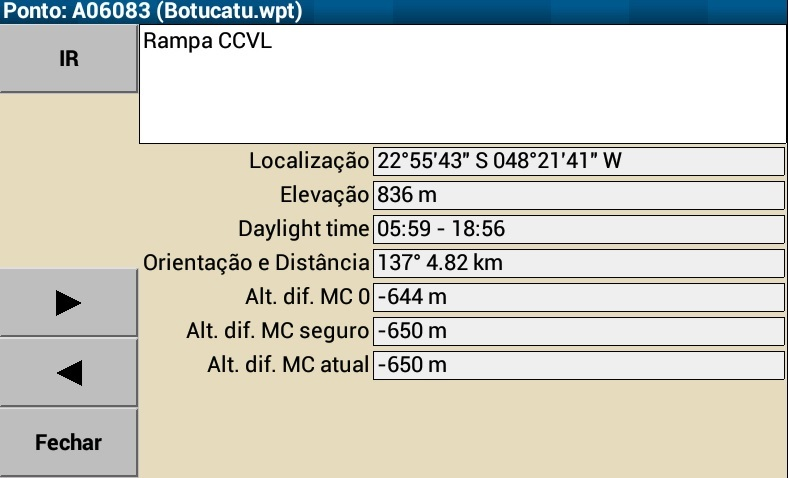 Ponto: A06083 (Botucatu.wpt)
IR
Rampa CCVL
Localização 22°55'43" S 048°21'41" W
Elevação 836 m
Daylight time 05:59 - 18:56
Orientação e Distância 137° 4.82 km
Alt. dif. MC 0 -644 m
Alt. dif. MC seguro -650 m
Alt. dif. MC atual -650 m
Fechar